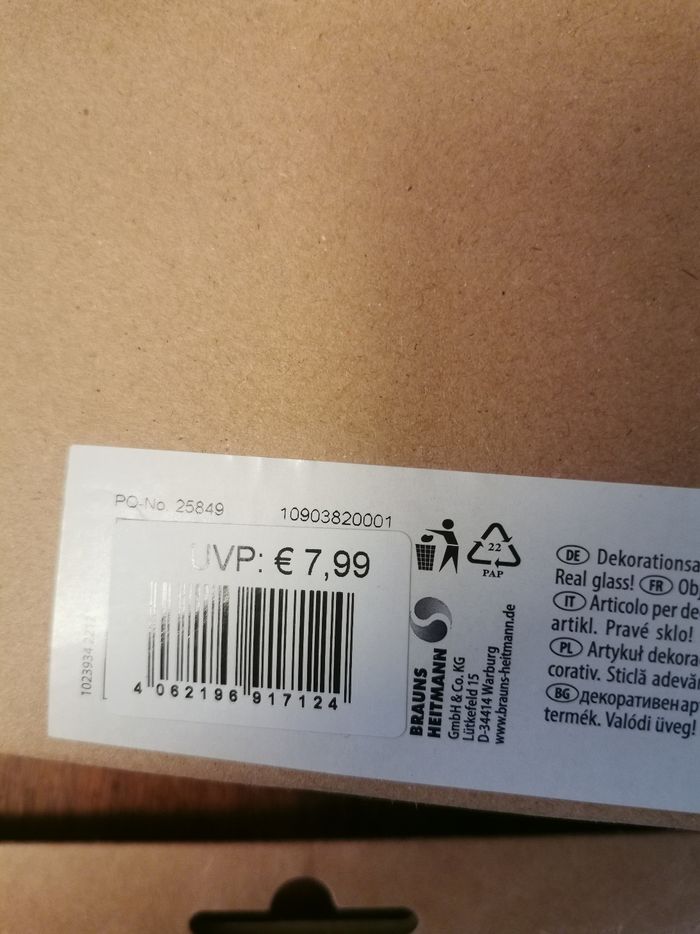 PO-No. 25849
10903820001
UVP: € 7,99
4 062196 917124
22
PAP
BRAUNS
HEITMANN
GmbH & Co. KG
Lütkefeld 15
D-34414 Warburg
www.brauns-heitmann.de
DE Dekorationsa
Real glass! FR Ob
IT Articolo per de
artikl. Pravé sklo!
PL Artykuł dekora
corativ. Sticlă adevăr
BG декоративен ар
termék. Valódi üveg!
1023934